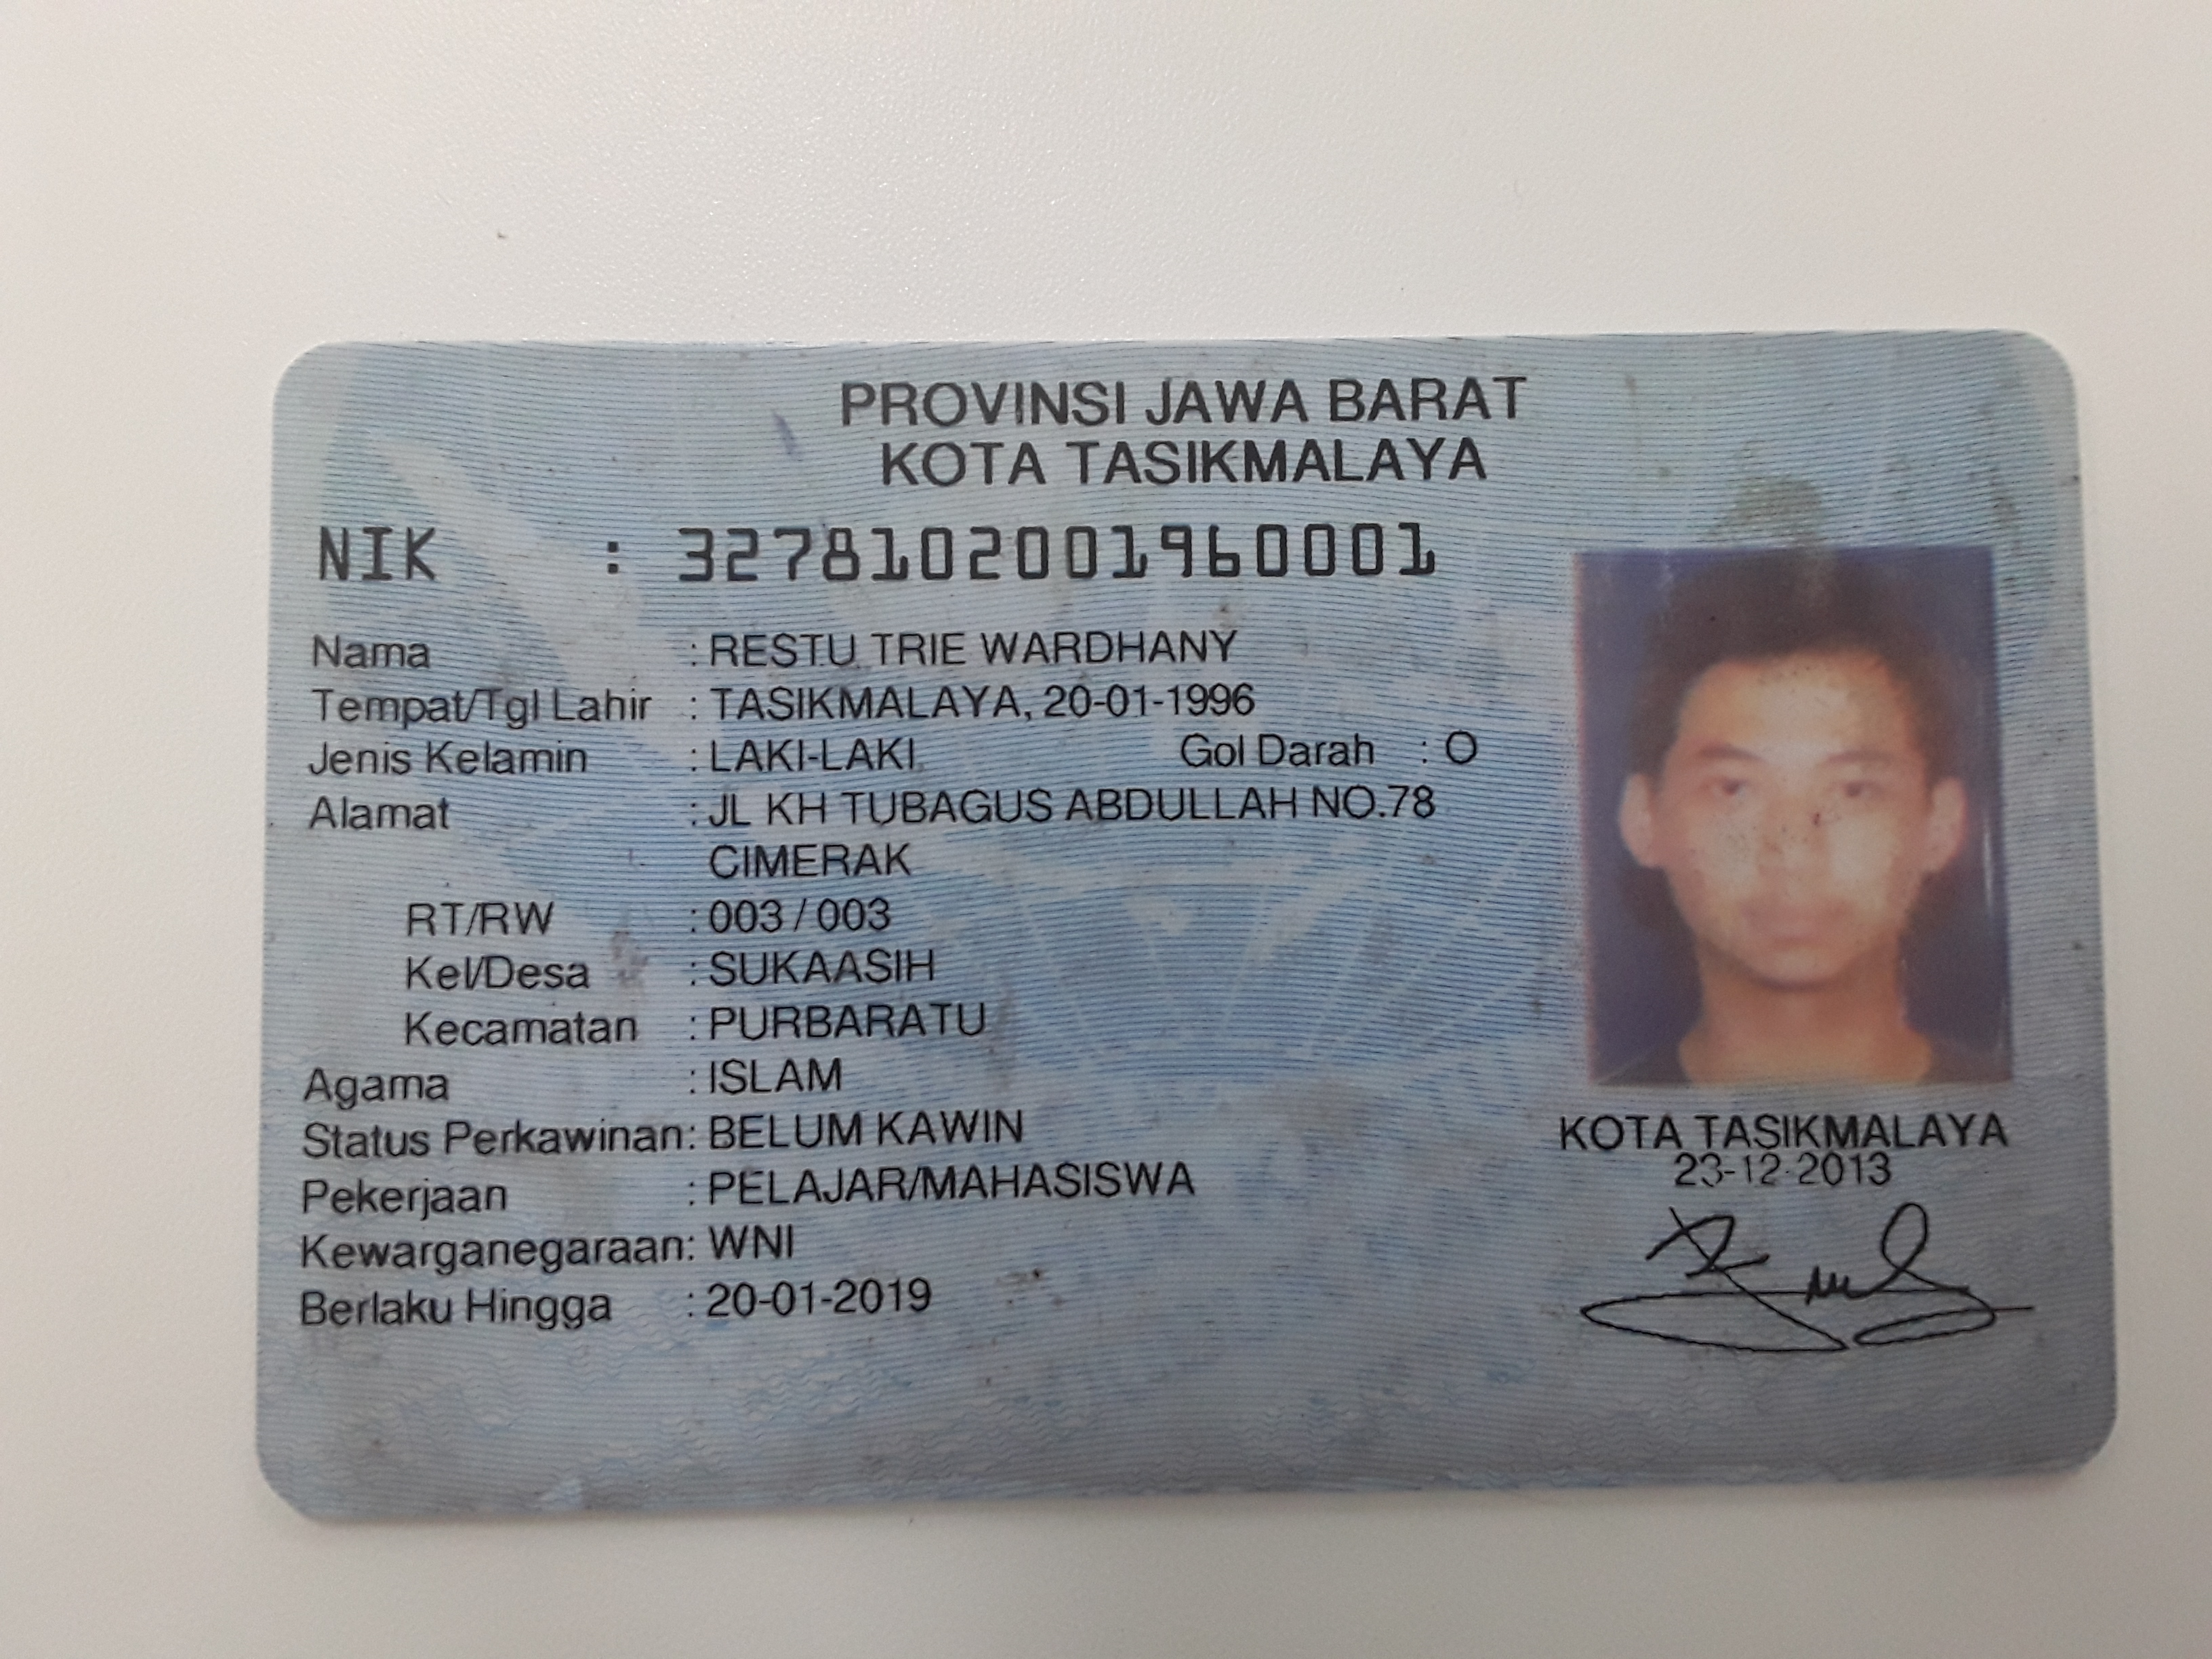 PROVINSI JAWA BARAT
KOTA TASIKMALAYA
NIK : 3278102001960001
Nama : RESTU TRIE WARDHANY
Tempat/Tgl Lahir : TASIKMALAYA, 20-01-1996
Jenis Kelamin : LAKI-LAKI Gol Darah : O
Alamat : JL KH TUBAGUS ABDULLAH NO.78
CIMERAK
RT/RW : 003 / 003
Kel/Desa : SUKAASIH
Kecamatan : PURBARATU
Agama : ISLAM
Status Perkawinan: BELUM KAWIN
Pekerjaan : PELAJAR/MAHASISWA
Kewarganegaraan: WNI
Berlaku Hingga : 20-01-2019
KOTA TASIKMALAYA
23-12-2013